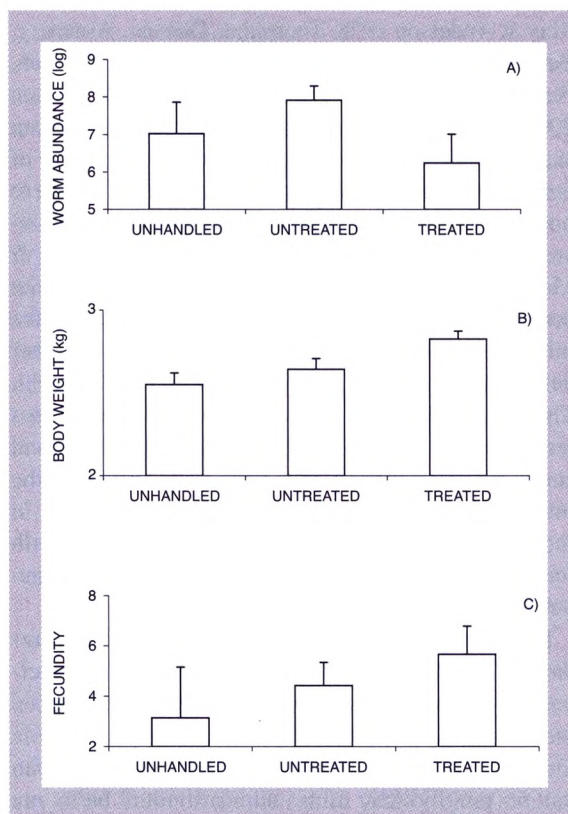 A)
WORM ABUNDANCE (log)
9
8
7
6
5
UNHANDLED UNTREATED TREATED
B)
BODY WEIGHT (kg)
3
2
UNHANDLED UNTREATED TREATED
C)
FECUNDITY
8
6
4
2
UNHANDLED UNTREATED TREATED